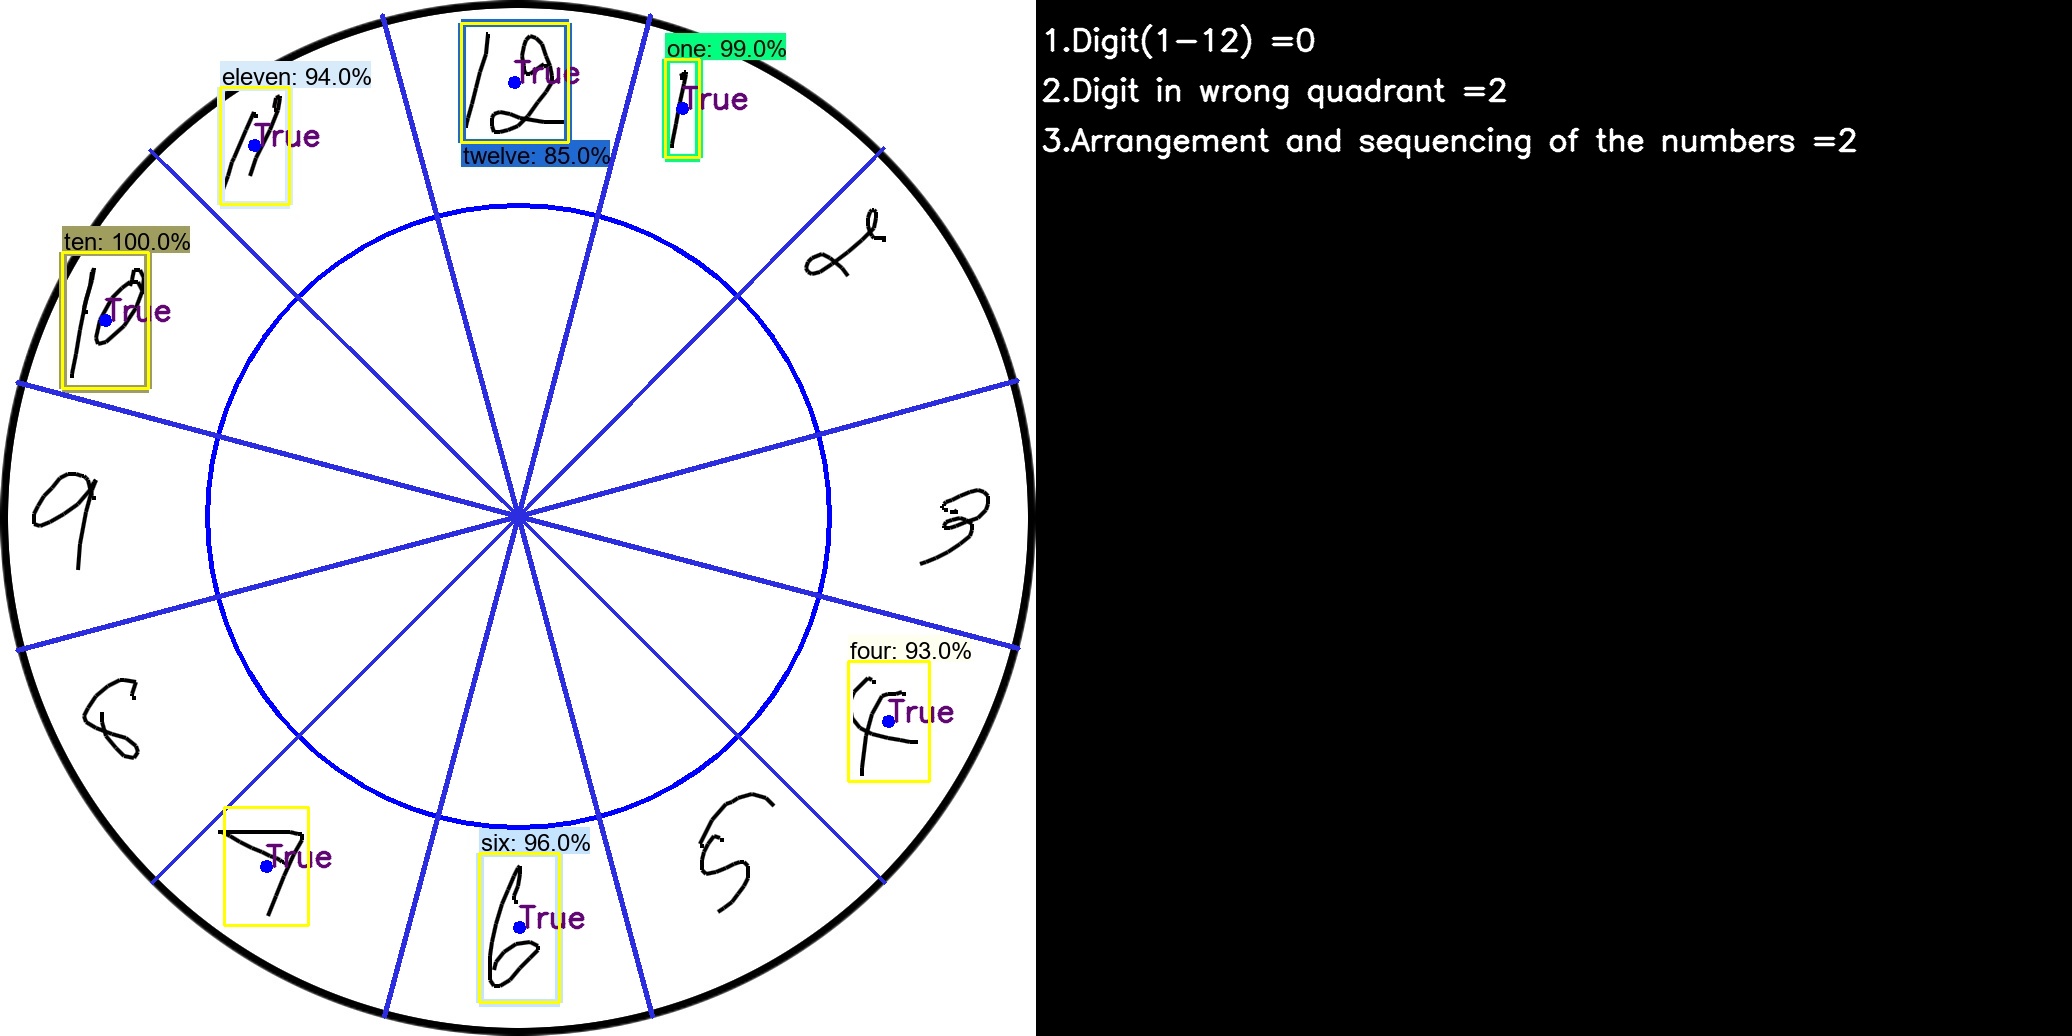 one: 99.0%
True
twelve: 85.0%
12
True
1
eleven: 94.0%
11
True
2
ten: 100.0%
10
True
9
3
four: 93.0%
4
True
8
5
7
True
six: 96.0%
6
True
1.Digit(1-12) =0
2.Digit in wrong quadrant =2
3.Arrangement and sequencing of the numbers =2